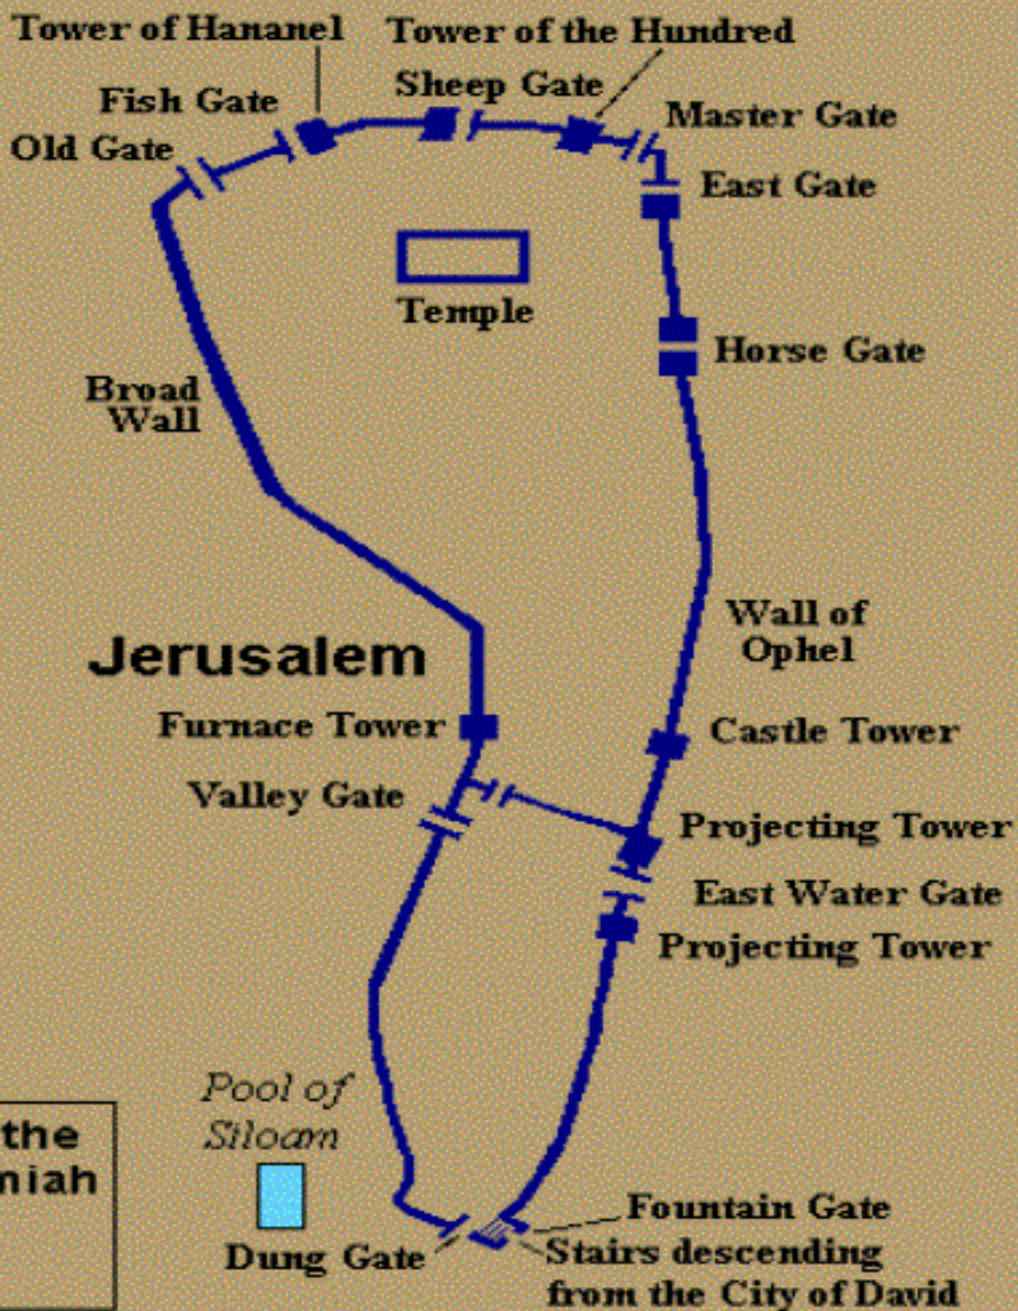 Tower of Hananel
Tower of the Hundred
Sheep Gate
Fish Gate
Master Gate
Old Gate
East Gate
Temple
Horse Gate
Broad
Wall
Wall of
Ophel
Jerusalem
Furnace Tower
Castle Tower
Valley Gate
Projecting Tower
East Water Gate
Projecting Tower
Pool of
Siloam
the
miah
Fountain Gate
Dung Gate
Stairs descending
from the City of David